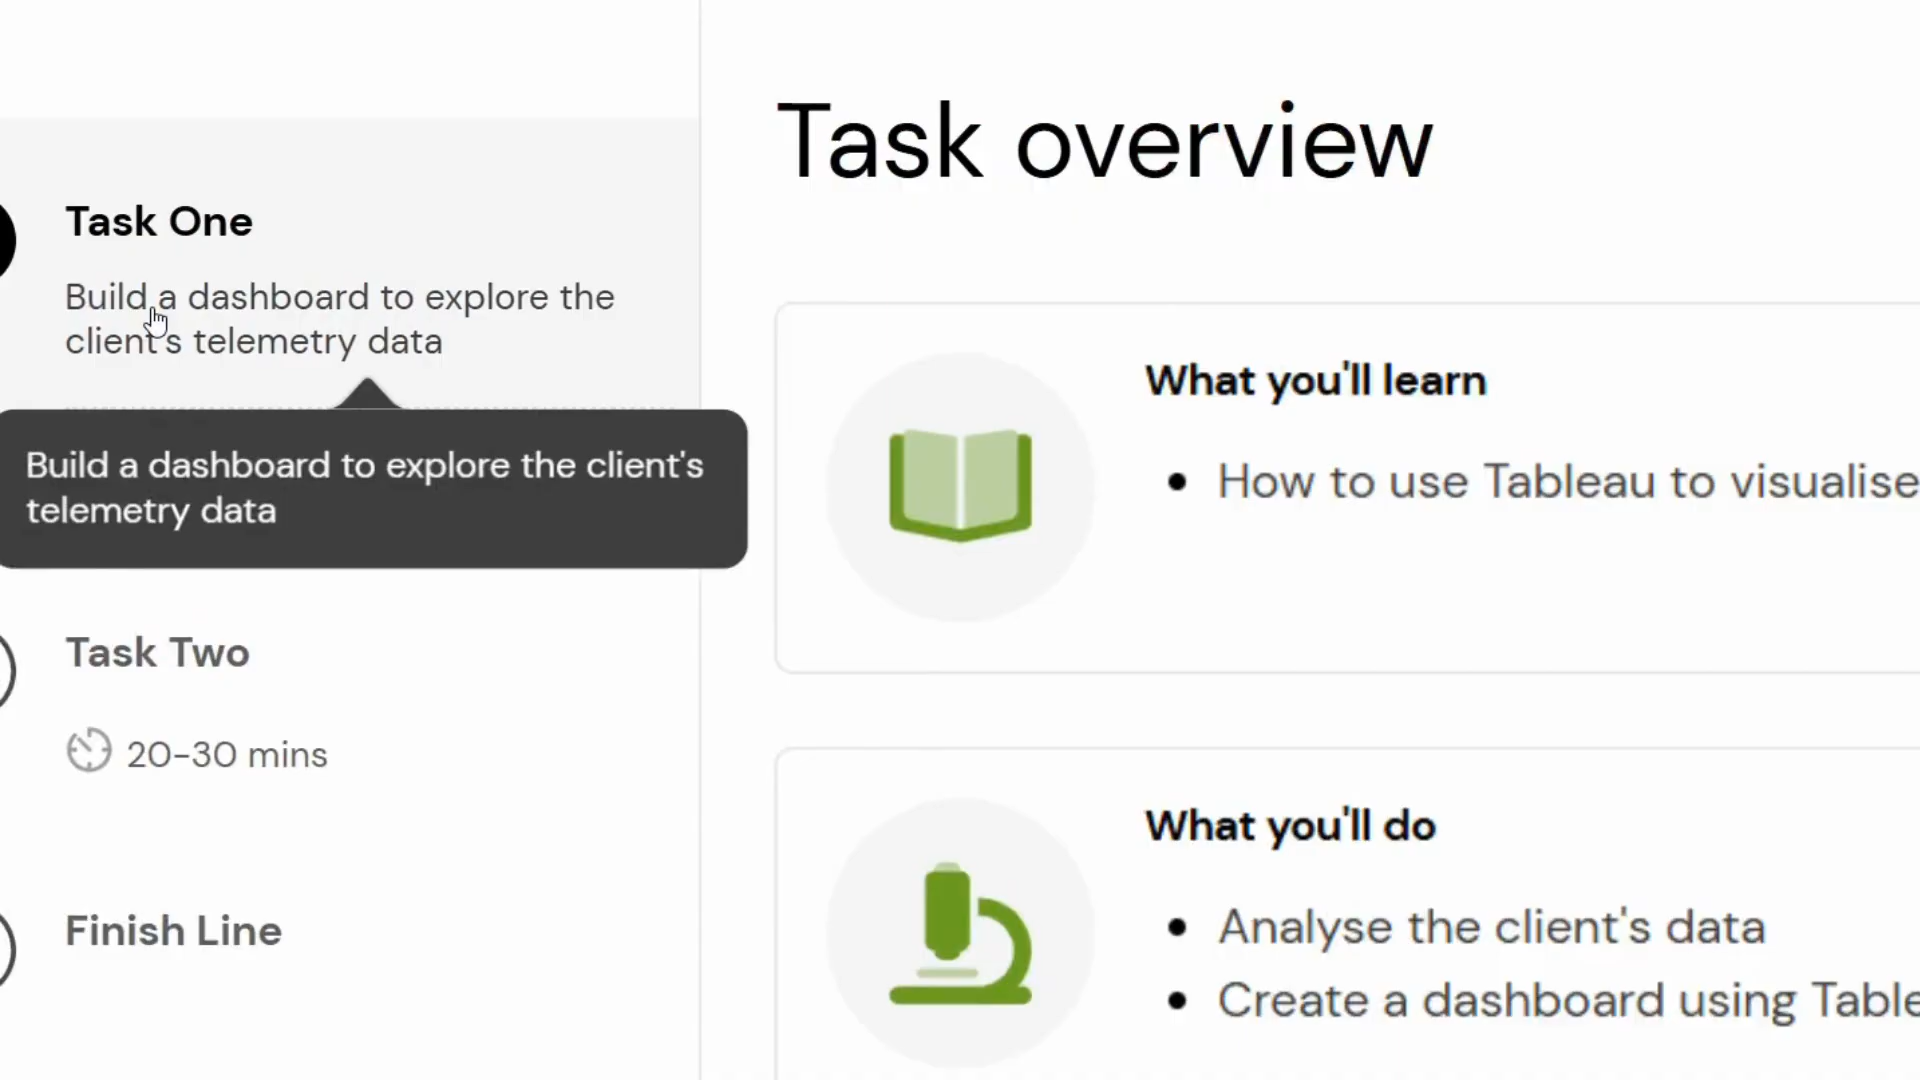 Task One
Build a dashboard to explore the
client's telemetry data
Build a dashboard to explore the client's
telemetry data
Task Two
20-30 mins
Finish Line
Task overview
What you'll learn
How to use Tableau to visualise
What you'll do
Analyse the client's data
Create a dashboard using Table